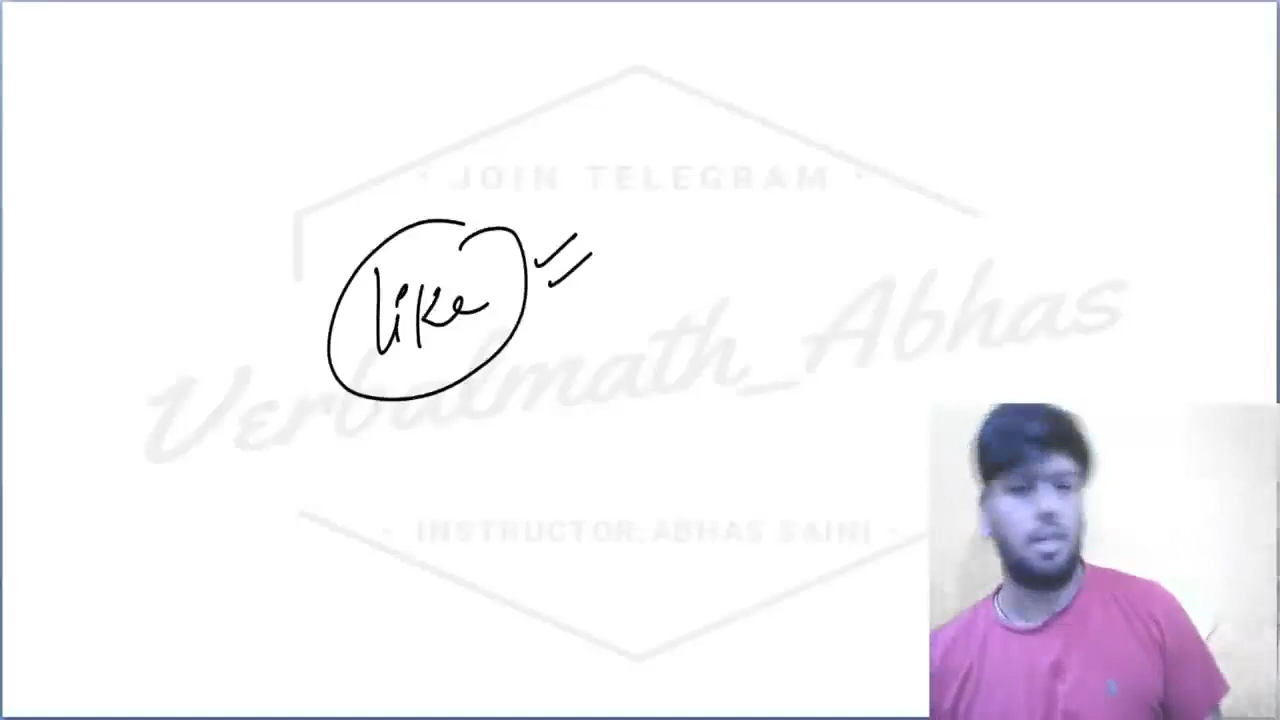 · JOIN TELEGRAM ·
like
Verbalmath_Abhas
· INSTRUCTOR:ABHAS SAINI ·